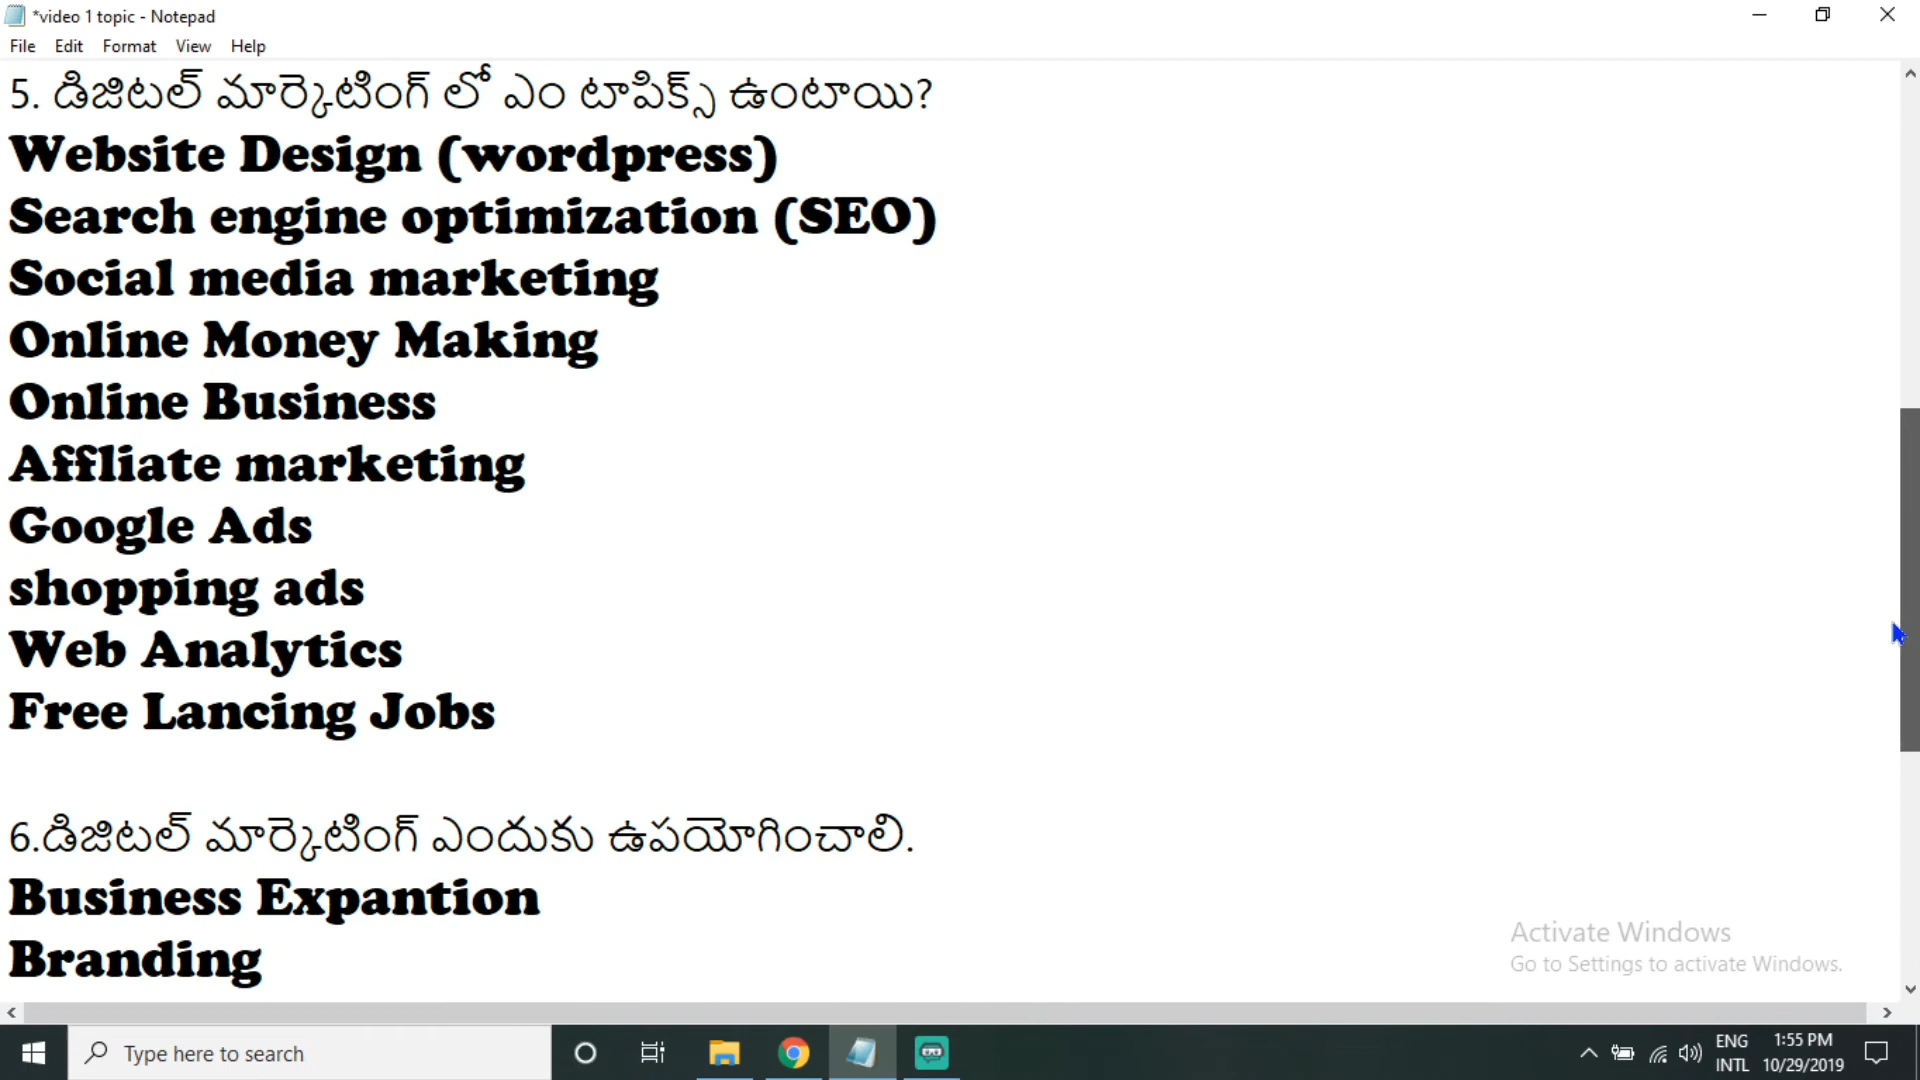 *video 1 topic - Notepad
File Edit Format View Help
5. డిజిటల్ మార్కెటింగ్ లో ఎం టాపిక్స్ ఉంటాయి?
Website Design (wordpress)
Search engine optimization (SEO)
Social media marketing
Online Money Making
Online Business
Affliate marketing
Google Ads
shopping ads
Web Analytics
Free Lancing Jobs
6.డిజిటల్ మార్కెటింగ్ ఎందుకు ఉపయోగించాలి.
Business Expantion
Branding
Activate Windows
Go to Settings to activate Windows.
Type here to search
ENG
INTL
1:55 PM
10/29/2019